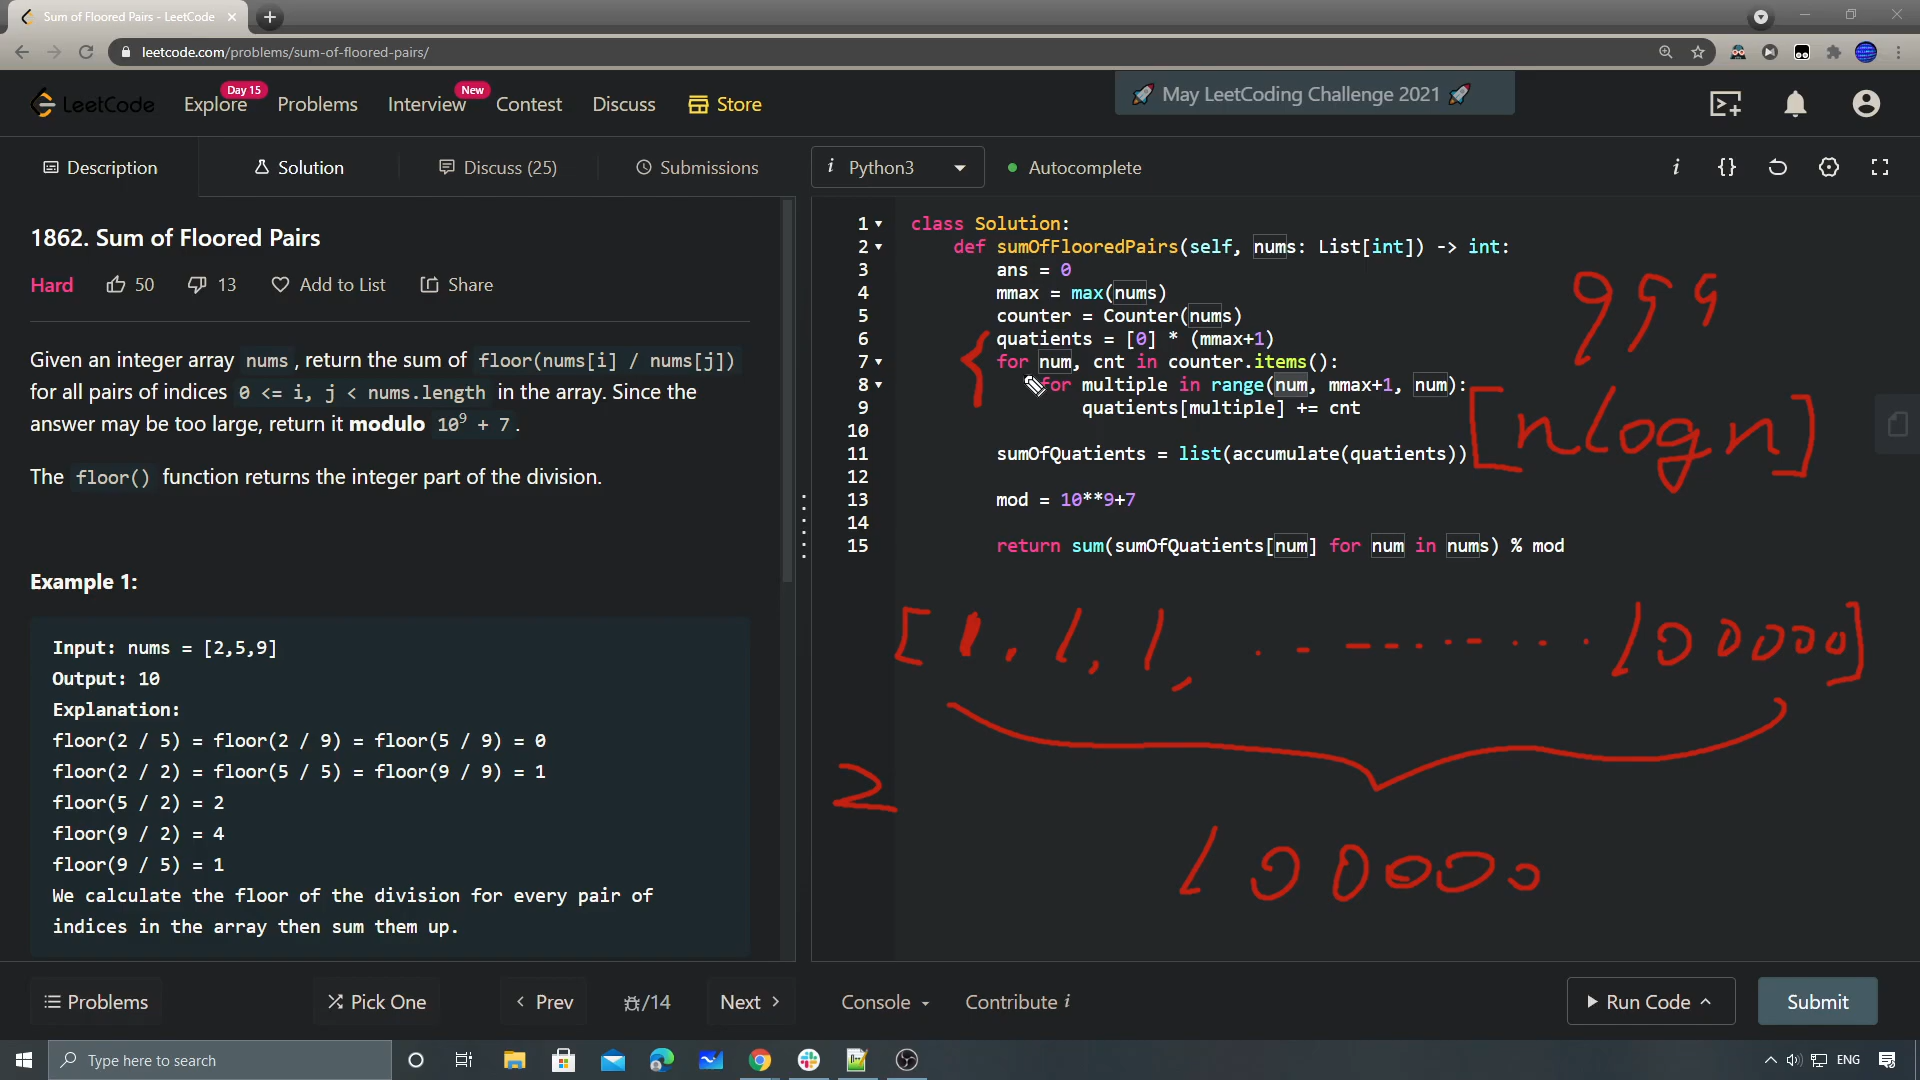 Sum of Floored Pairs - LeetCode
leetcode.com/problems/sum-of-floored-pairs/
LeetCode
Explore
Day 15
Problems
Interview
New
Contest
Discuss
Store
May LeetCoding Challenge 2021
Description
Solution
Discuss (25)
Submissions
i Python3
Autocomplete
i
{}
1862. Sum of Floored Pairs
Hard
50
13
Add to List
Share
Given an integer array nums, return the sum of floor(nums[i] / nums[j])
for all pairs of indices 0 <= i, j < nums.length in the array. Since the
answer may be too large, return it modulo 10⁹ + 7.
The floor() function returns the integer part of the division.
Example 1:
Input: nums = [2,5,9]
Output: 10
Explanation:
floor(2 / 5) = floor(2 / 9) = floor(5 / 9) = 0
floor(2 / 2) = floor(5 / 5) = floor(9 / 9) = 1
floor(5 / 2) = 2
floor(9 / 2) = 4
floor(9 / 5) = 1
We calculate the floor of the division for every pair of
indices in the array then sum them up.
1 class Solution:
2 def sumOfFlooredPairs(self, nums: List[int]) -> int:
3 ans = 0
4 mmax = max(nums)
5 counter = Counter(nums)
6 quatients = [0] * (mmax+1)
7 for num, cnt in counter.items():
8 for multiple in range(num, mmax+1, num):
9 quatients[multiple] += cnt
10
11 sumOfQuatients = list(accumulate(quatients))
12
13 mod = 10**9+7
14
15 return sum(sumOfQuatients[num] for num in nums) % mod
999
[nlogn]
[1, 1, 1, ............ 100000]
2
100000
Problems
Pick One
Prev
/14
Next
Console
Contribute i
Run Code
Submit
Type here to search
ENG